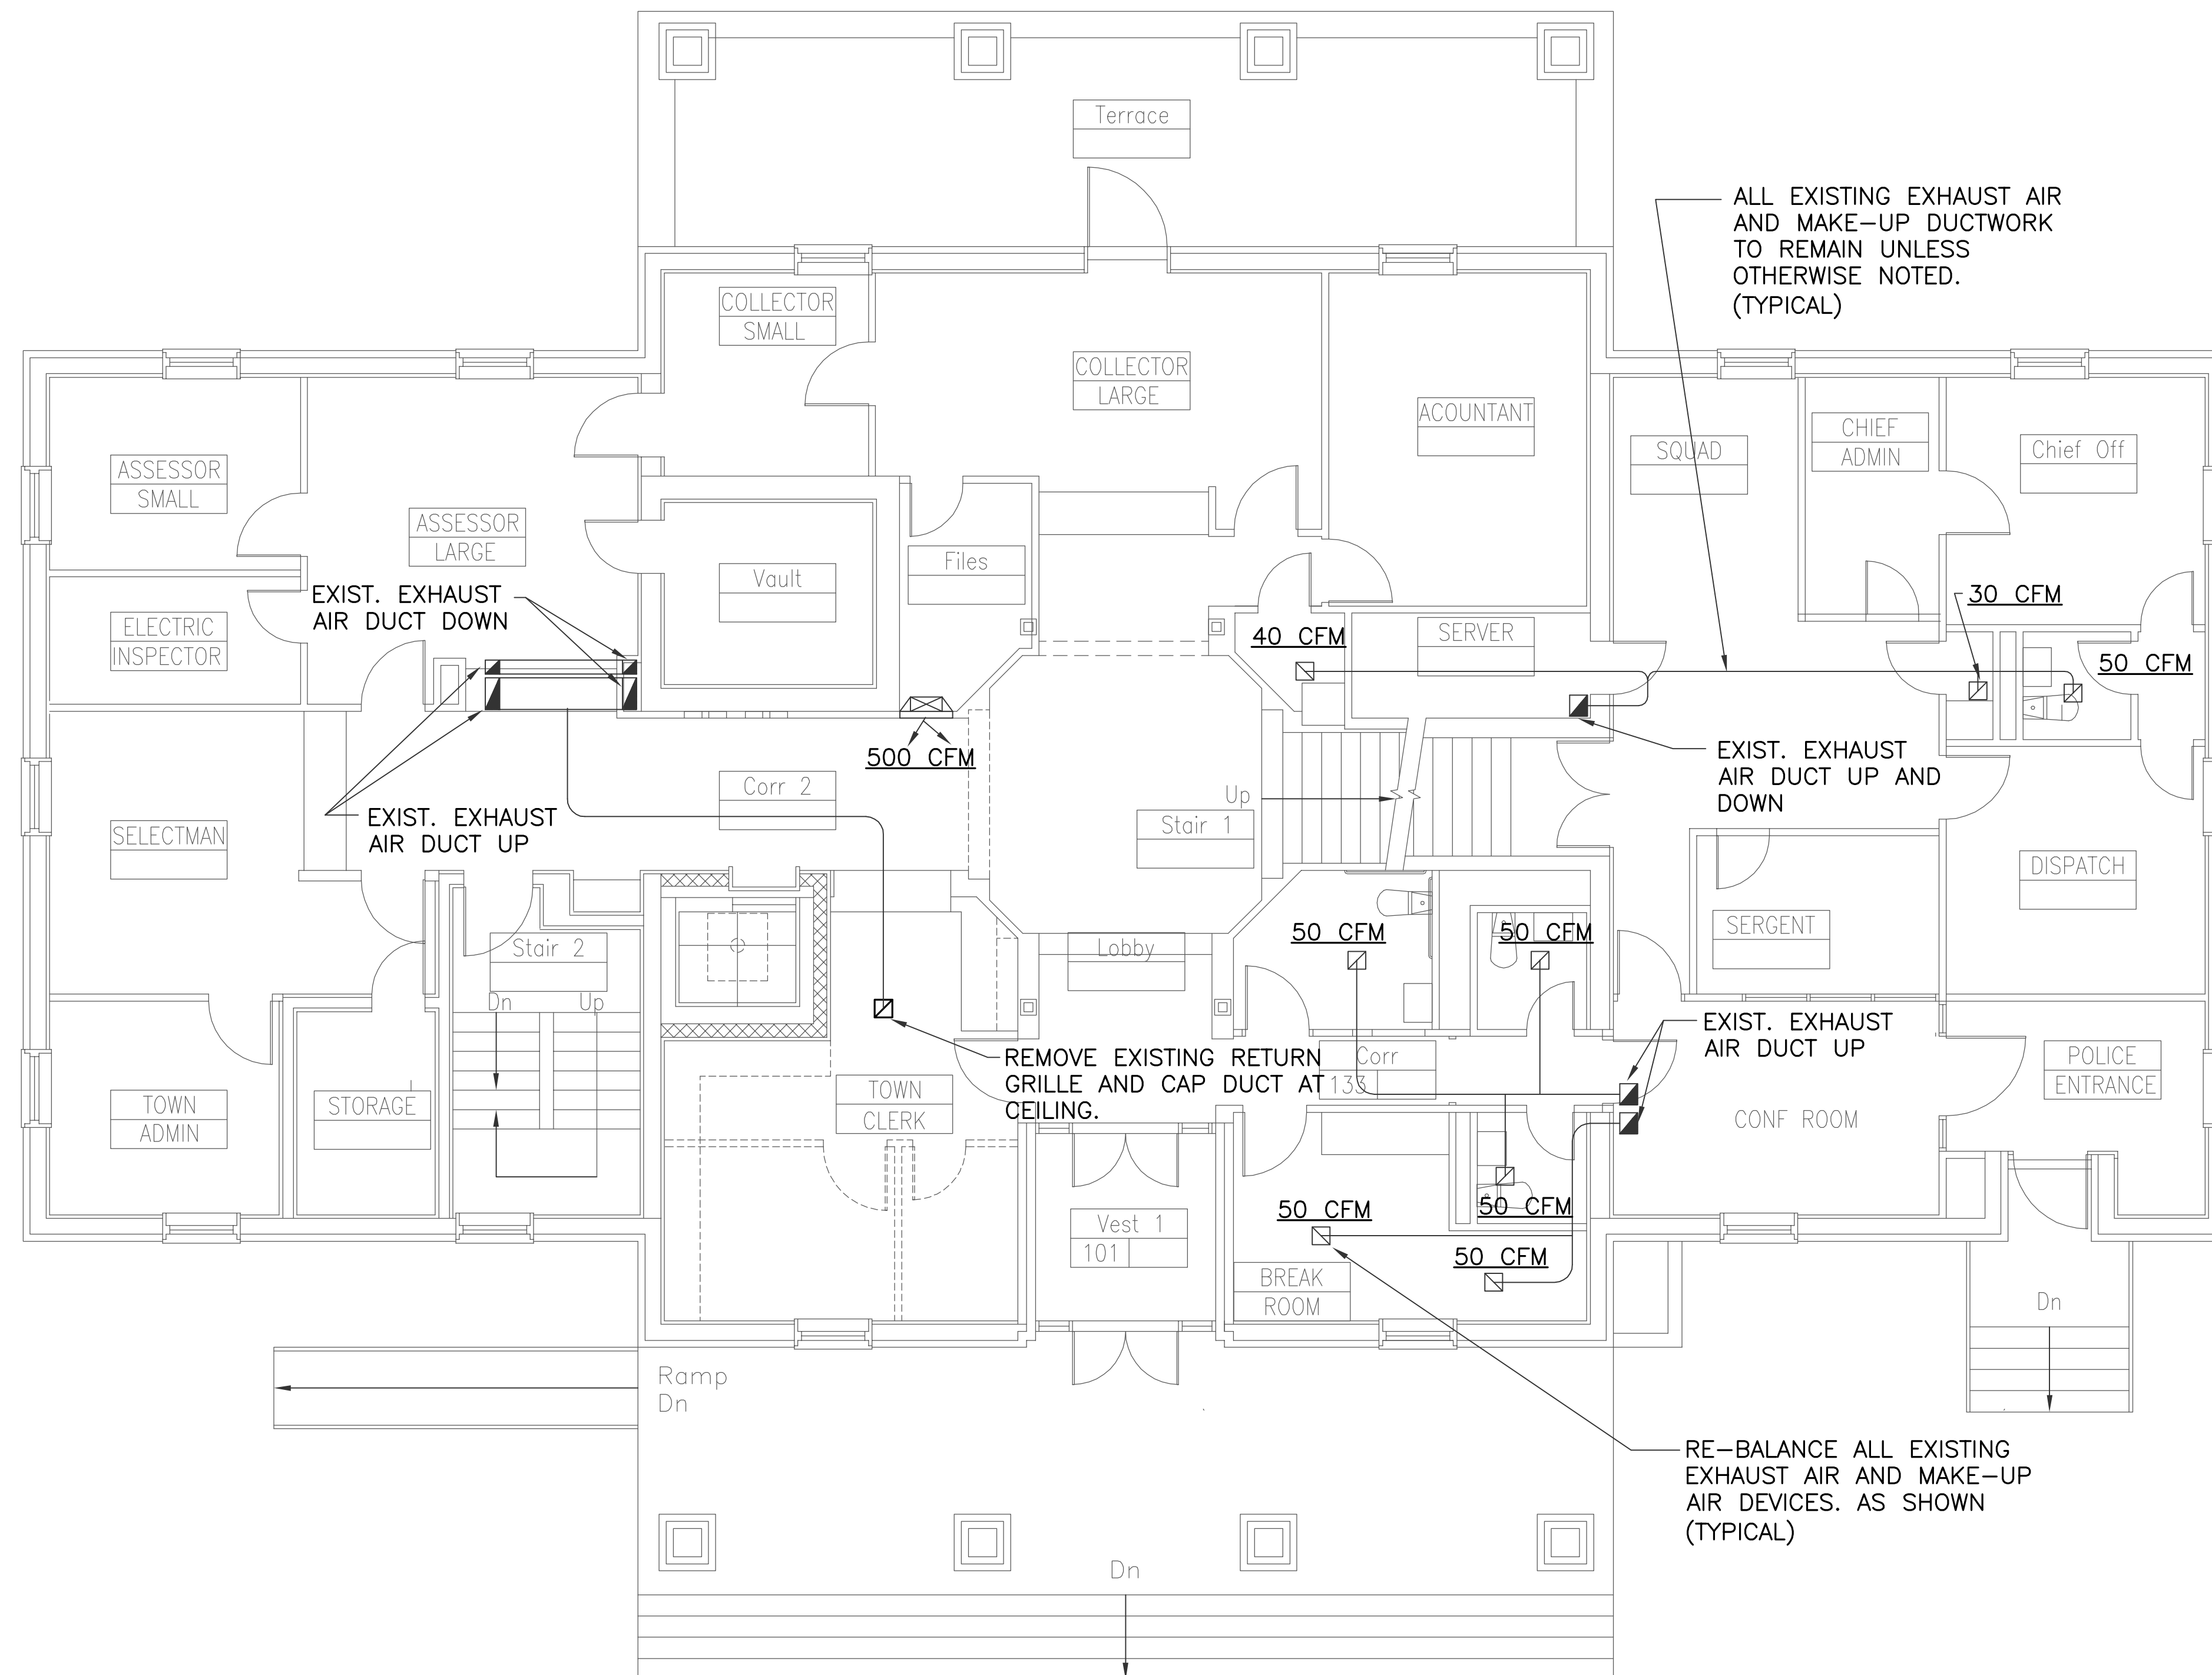 Terrace
ALL EXISTING EXHAUST AIR
AND MAKE-UP DUCTWORK
TO REMAIN UNLESS
OTHERWISE NOTED.
(TYPICAL)
COLLECTOR
SMALL
COLLECTOR
LARGE
ACOUNTANT
SQUAD
CHIEF
ADMIN
Chief Off
ASSESSOR
SMALL
ASSESSOR
LARGE
Vault
Files
EXIST. EXHAUST
AIR DUCT DOWN
ELECTRIC
INSPECTOR
40 CFM
SERVER
30 CFM
50 CFM
500 CFM
EXIST. EXHAUST
AIR DUCT UP AND
DOWN
Corr 2
Up
Stair 1
EXIST. EXHAUST
AIR DUCT UP
SELECTMAN
DISPATCH
SERGENT
Stair 2
Dn
Up
Lobby
50 CFM
50 CFM
EXIST. EXHAUST
AIR DUCT UP
REMOVE EXISTING RETURN
GRILLE AND CAP DUCT AT
CEILING.
Corr
133
POLICE
ENTRANCE
TOWN
ADMIN
STORAGE
TOWN
CLERK
CONF ROOM
50 CFM
50 CFM
50 CFM
Vest 1
101
BREAK
ROOM
Dn
Ramp
Dn
RE-BALANCE ALL EXISTING
EXHAUST AIR AND MAKE-UP
AIR DEVICES. AS SHOWN
(TYPICAL)
Dn